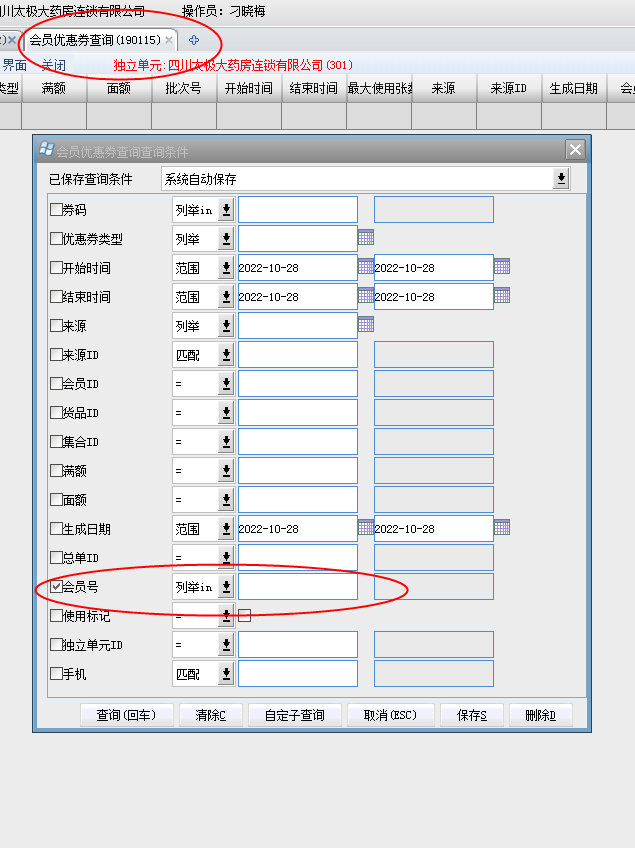 川太极大药房连锁有限公司 操作员：刁晓梅
会员优惠券查询(190115)
界面 关闭 独立单元:四川太极大药房连锁有限公司(301)
类型 满额 面额 批次号 开始时间 结束时间 最大使用张数 来源 来源ID 生成日期 会
会员优惠券查询查询条件
已保存查询条件 系统自动保存
券码 列举in
优惠券类型 列举
开始时间 范围 2022-10-28 2022-10-28
结束时间 范围 2022-10-28 2022-10-28
来源 列举
来源ID 匹配
会员ID =
货品ID =
集合ID =
满额 =
面额 =
生成日期 范围 2022-10-28 2022-10-28
总单ID =
会员号 列举in
使用标记 =
独立单元ID =
手机 匹配
查询(回车) 清除C 自定子查询 取消(ESC) 保存S 删除D